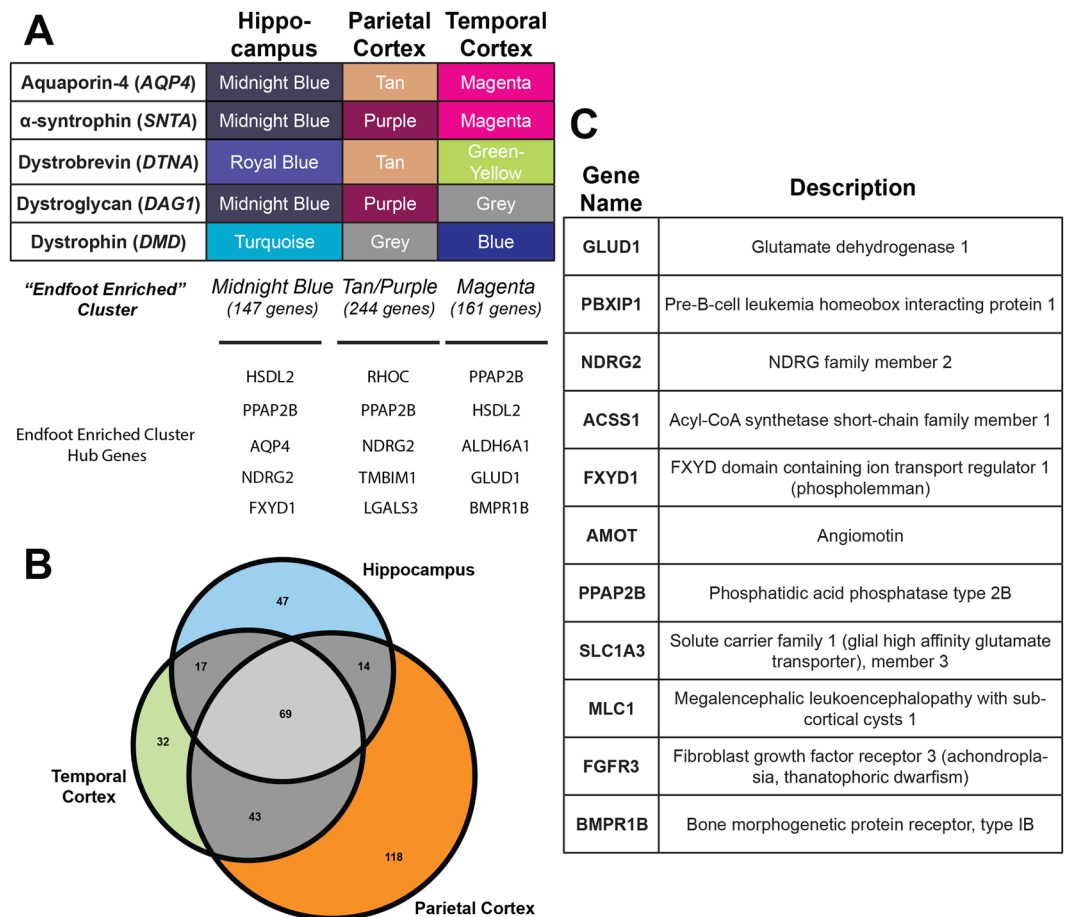 A
Hippo-
campus
Parietal
Cortex
Temporal
Cortex
Aquaporin-4 (AQP4)
Midnight Blue
Tan
Magenta
α-syntrophin (SNTA)
Midnight Blue
Purple
Magenta
Dystrobrevin (DTNA)
Royal Blue
Tan
Green-
Yellow
Dystroglycan (DAG1)
Midnight Blue
Purple
Grey
Dystrophin (DMD)
Turquoise
Grey
Blue
“Endfoot Enriched”
Cluster
Midnight Blue
(147 genes)
Tan/Purple
(244 genes)
Magenta
(161 genes)
Endfoot Enriched Cluster
Hub Genes
HSDL2
RHOC
PPAP2B
PPAP2B
PPAP2B
HSDL2
AQP4
NDRG2
ALDH6A1
NDRG2
TMBIM1
GLUD1
FXYD1
LGALS3
BMPR1B
B
Hippocampus
47
17
14
69
32
Temporal
Cortex
43
118
Parietal Cortex
C
Gene
Name
Description
GLUD1
Glutamate dehydrogenase 1
PBXIP1
Pre-B-cell leukemia homeobox interacting protein 1
NDRG2
NDRG family member 2
ACSS1
Acyl-CoA synthetase short-chain family member 1
FXYD1
FXYD domain containing ion transport regulator 1
(phospholemman)
AMOT
Angiomotin
PPAP2B
Phosphatidic acid phosphatase type 2B
SLC1A3
Solute carrier family 1 (glial high affinity glutamate
transporter), member 3
MLC1
Megalencephalic leukoencephalopathy with sub-
cortical cysts 1
FGFR3
Fibroblast growth factor receptor 3 (achondropla-
sia, thanatophoric dwarfism)
BMPR1B
Bone morphogenetic protein receptor, type IB